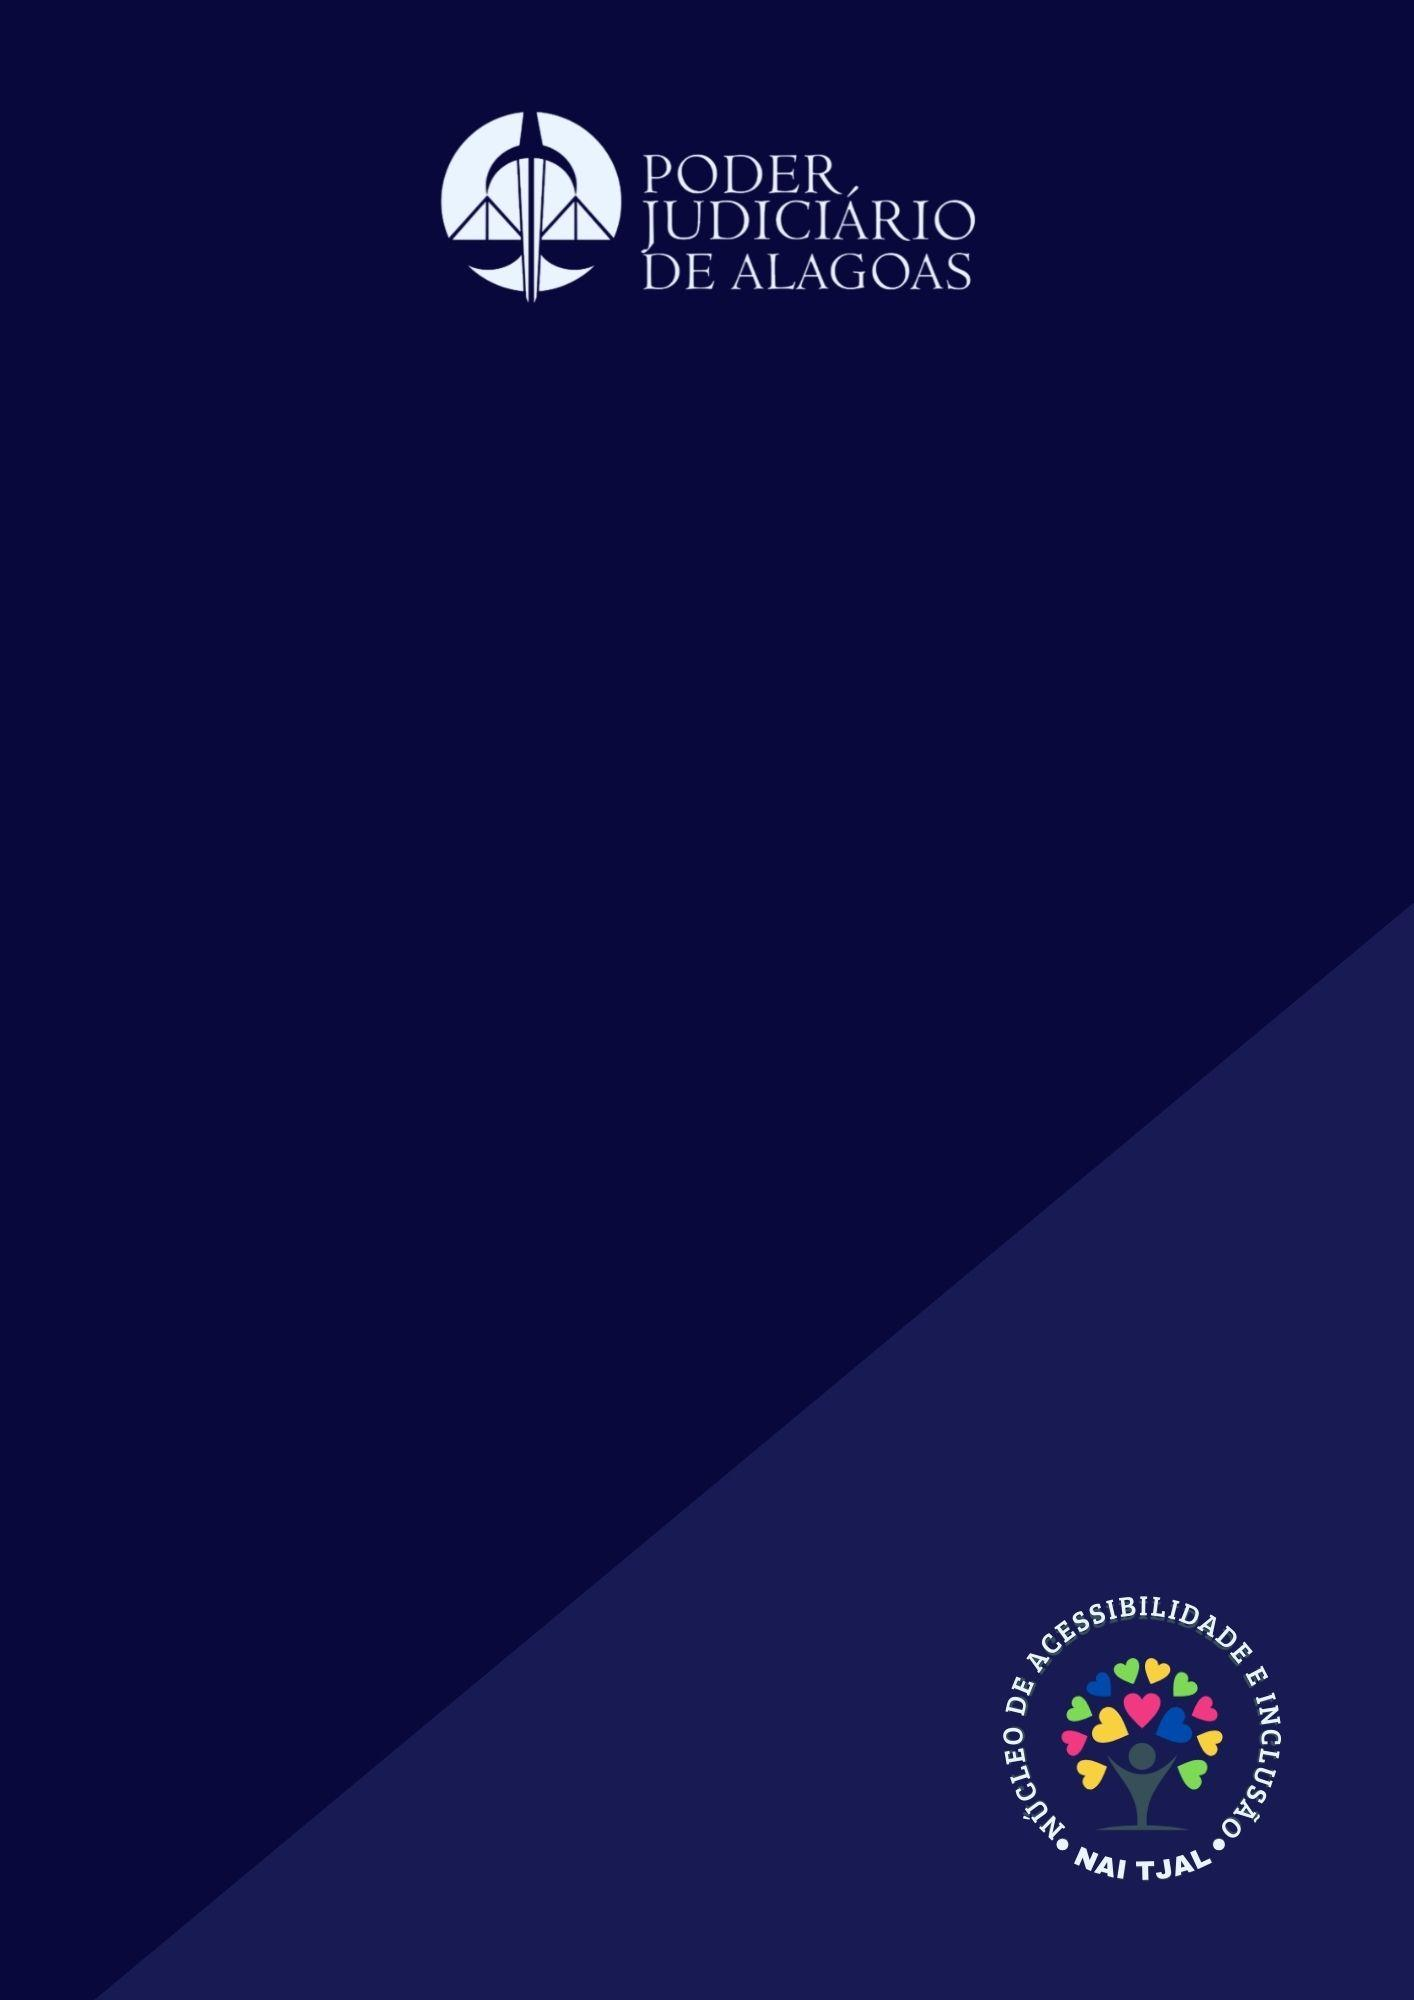 PODER
JUDICIÁRIO
DE ALAGOAS
NÚCLEO DE ACESSIBILIDADE E INCLUSÃO
• NAI TJAL •